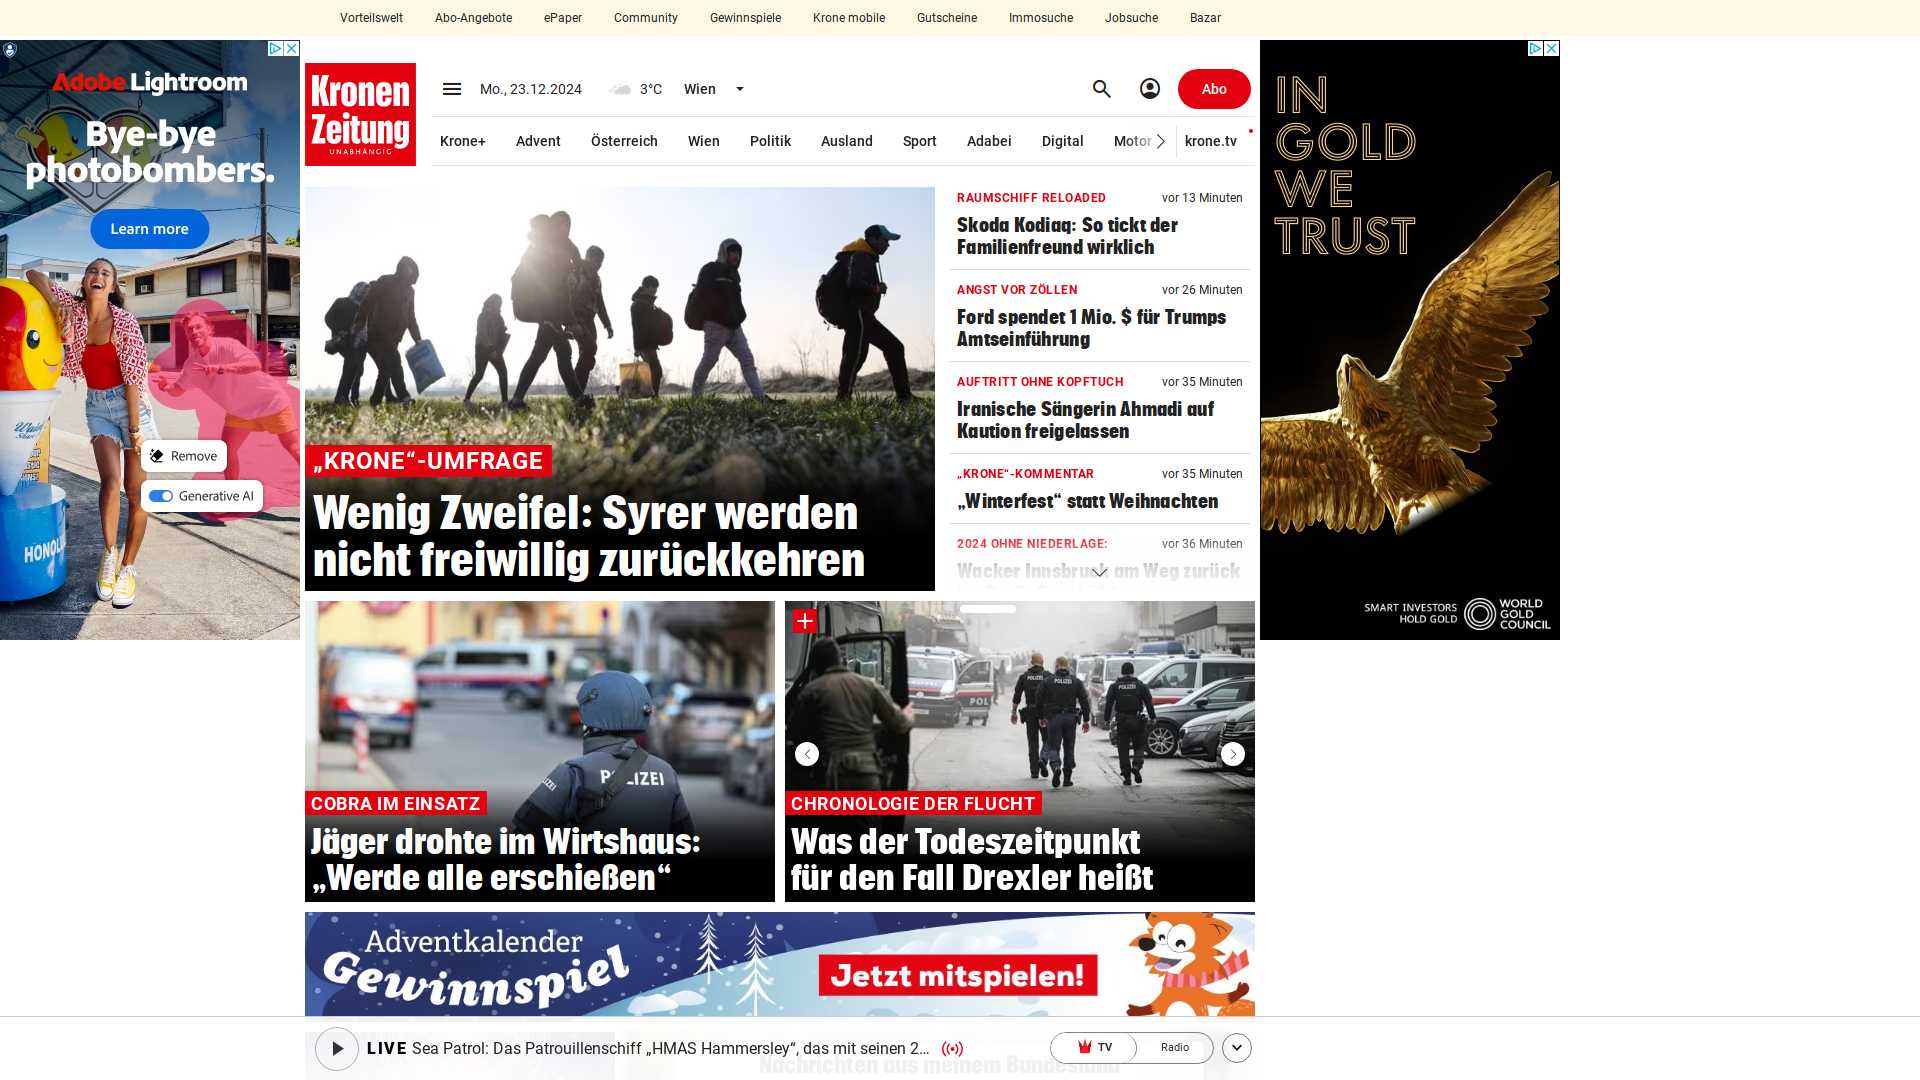 Vorteilswelt Abo-Angebote ePaper Community Gewinnspiele Krone mobile Gutscheine Immosuche Jobsuche Bazar
Adobe Lightroom
Bye-bye
photobombers.
Learn more
Remove
Generative AI
Kronen
Zeitung
UNABHÄNGIG
Mo., 23.12.2024 3°C Wien
Abo
Krone+ Advent Österreich Wien Politik Ausland Sport Adabei Digital Motor krone.tv
„KRONE“-UMFRAGE
Wenig Zweifel: Syrer werden
nicht freiwillig zurückkehren
RAUMSCHIFF RELOADED vor 13 Minuten
Skoda Kodiaq: So tickt der
Familienfreund wirklich
ANGST VOR ZÖLLEN vor 26 Minuten
Ford spendet 1 Mio. $ für Trumps
Amtseinführung
AUFTRITT OHNE KOPFTUCH vor 35 Minuten
Iranische Sängerin Ahmadi auf
Kaution freigelassen
„KRONE“-KOMMENTAR vor 35 Minuten
„Winterfest“ statt Weihnachten
2024 OHNE NIEDERLAGE: vor 36 Minuten
Wacker Innsbruck am Weg zurück
IN
GOLD
WE
TRUST
SMART INVESTORS
HOLD GOLD
WORLD
GOLD
COUNCIL
POLIZEI
COBRA IM EINSATZ
Jäger drohte im Wirtshaus:
„Werde alle erschießen“
POL
POLIZEI
POLIZEI
POLIZEI
CHRONOLOGIE DER FLUCHT
Was der Todeszeitpunkt
für den Fall Drexler heißt
Adventkalender
Gewinnspiel
Jetzt mitspielen!
LIVE Sea Patrol: Das Patrouillenschiff „HMAS Hammersley“, das mit seinen 2...
TV Radio
Nachrichten aus meinem Bundesland